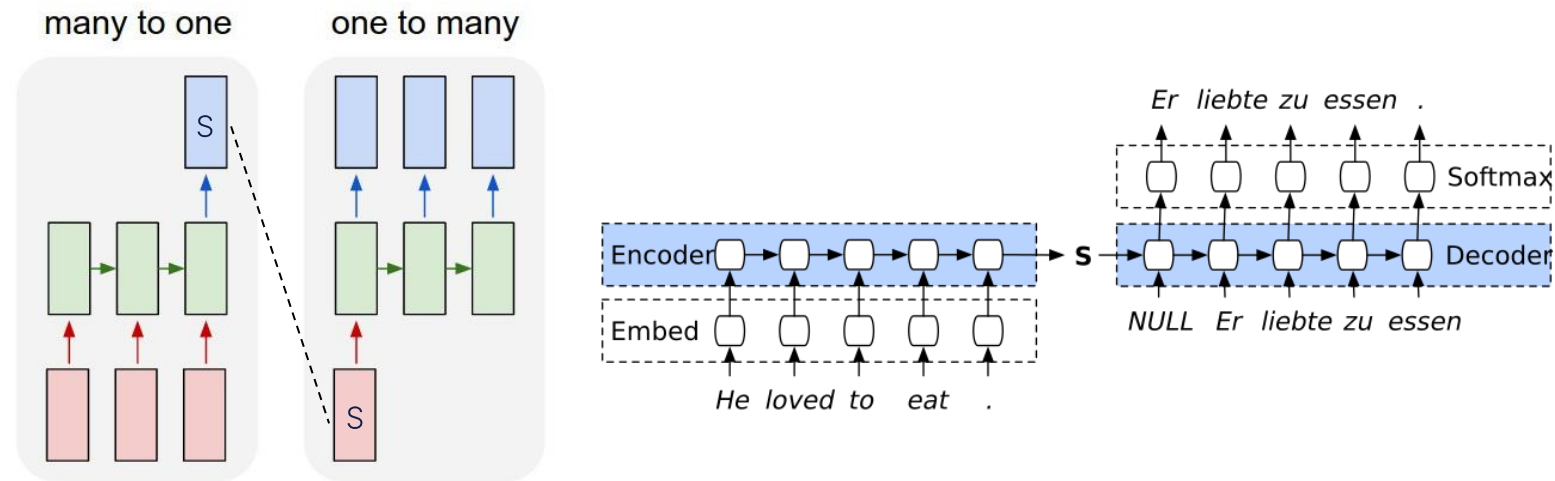 many to one
one to many
S
S
Er liebte zu essen .
Softmax
Encoder
S
Decoder
Embed
NULL Er liebte zu essen
He loved to eat .